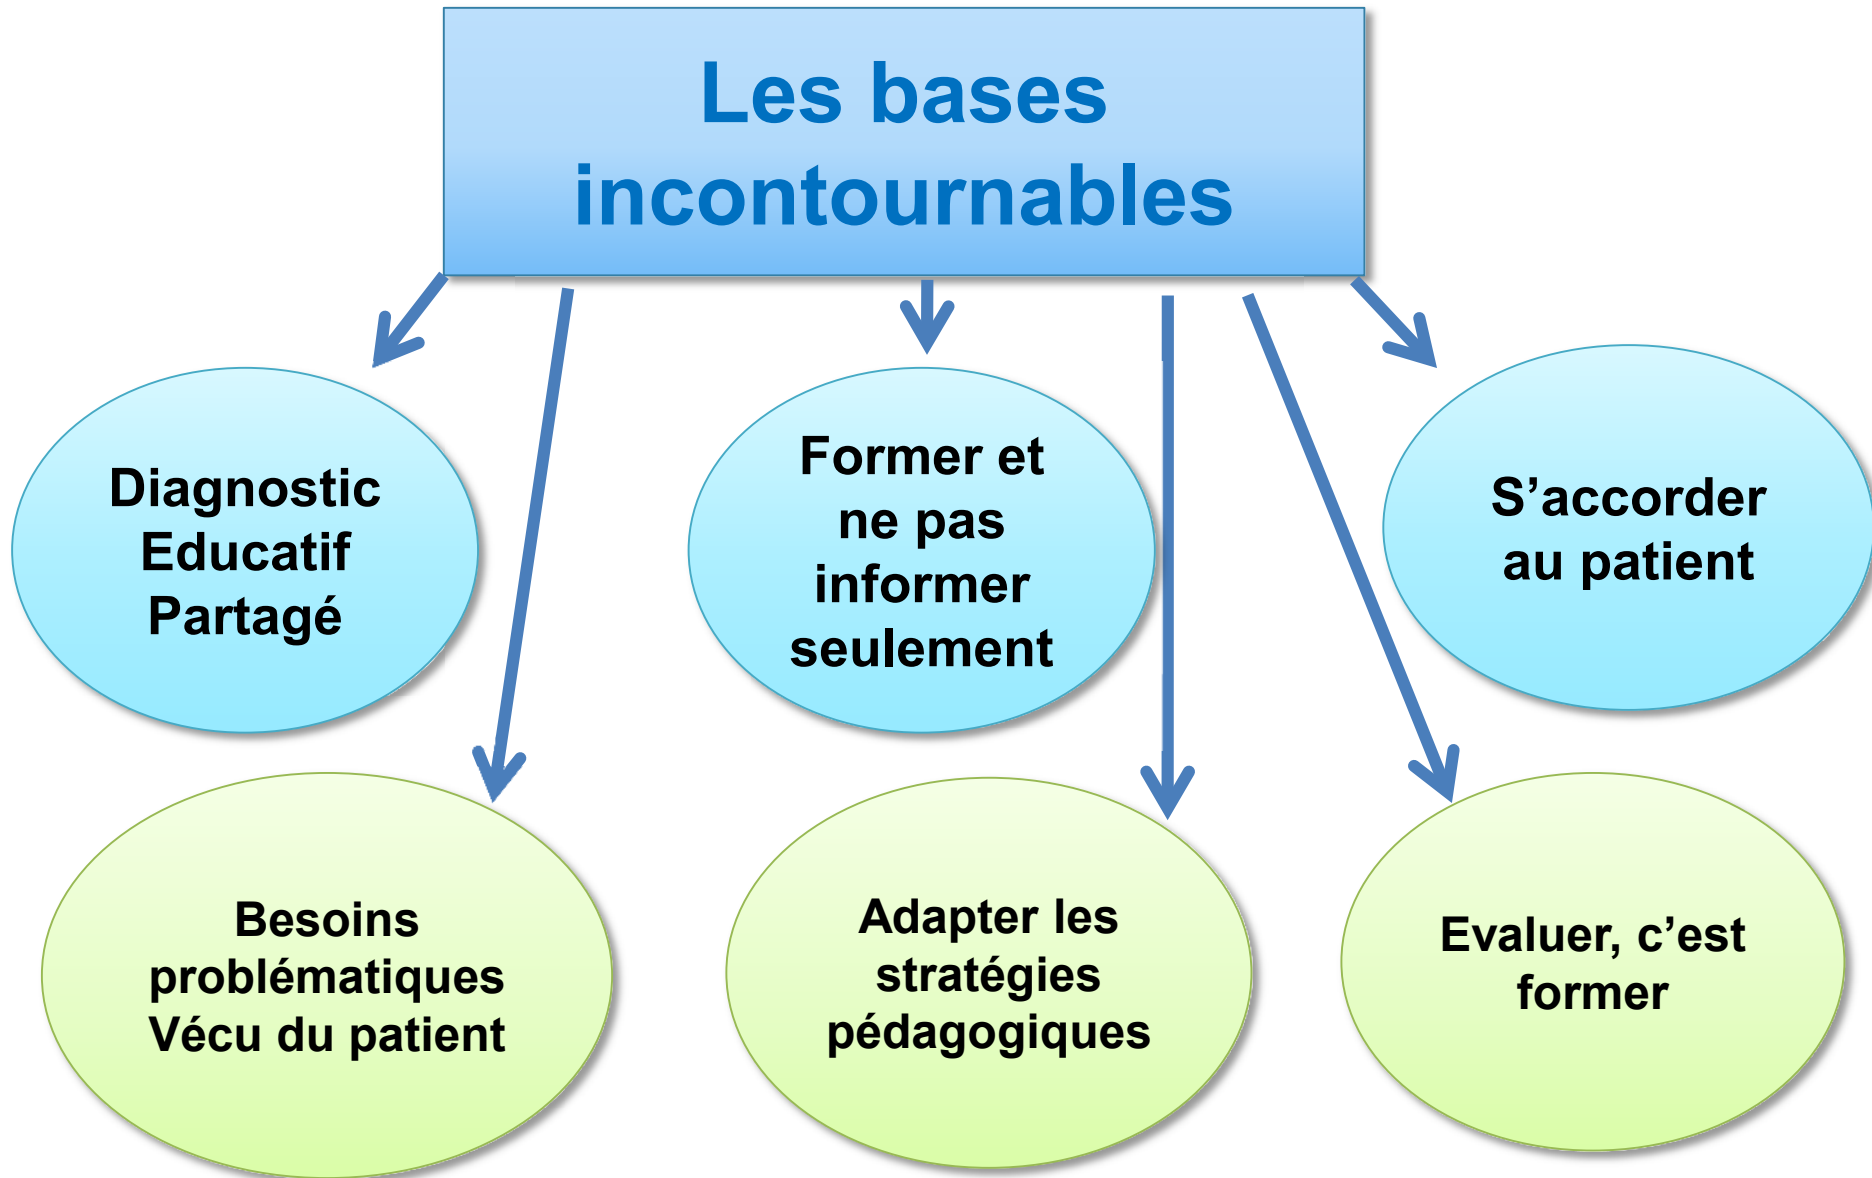 Les bases
incontournables
Diagnostic
Educatif
Partagé
Former et
ne pas
informer
seulement
S’accorder
au patient
Besoins
problématiques
Vécu du patient
Adapter les
stratégies
pédagogiques
Evaluer, c’est
former